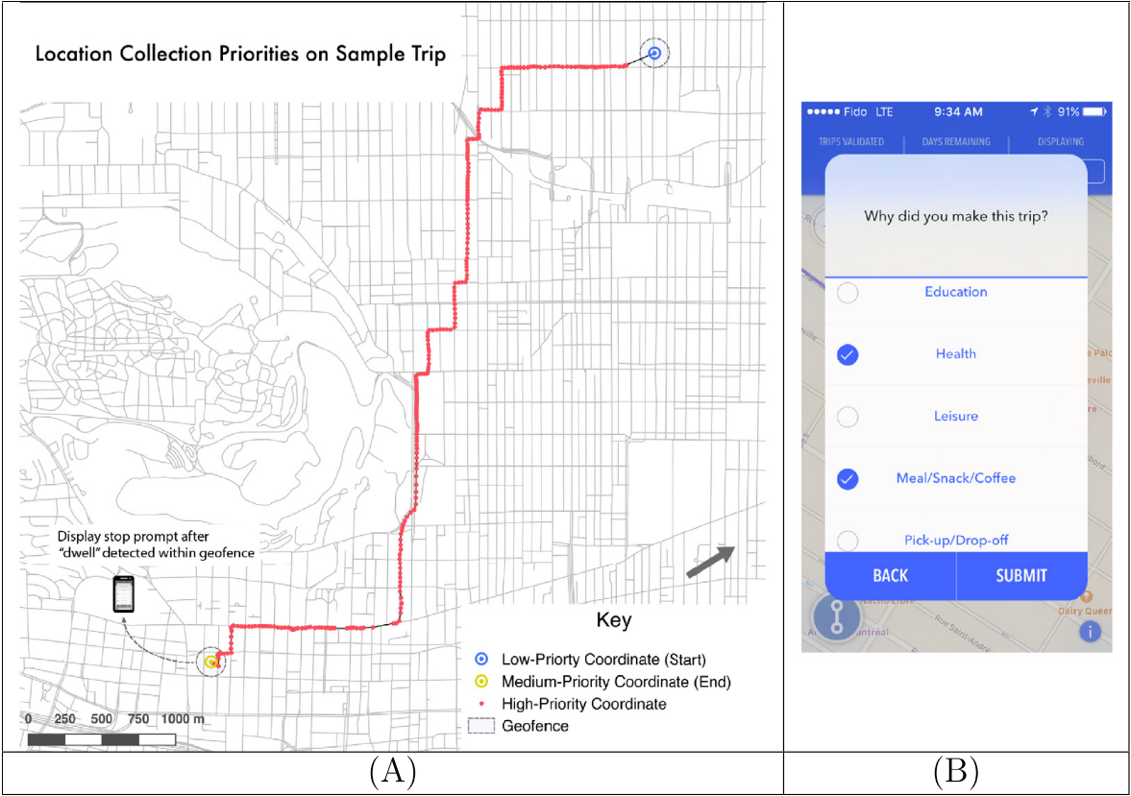 Location Collection Priorities on Sample Trip
Display stop prompt after
"dwell" detected within geofence
Key
Low-Priorty Coordinate (Start)
Medium-Priority Coordinate (End)
High-Priority Coordinate
Geofence
0 250 500 750 1000 m
(A)
Fido LTE 9:34 AM 91%
TRIPS VALIDATED DAYS REMAINING DISPLAYING
Why did you make this trip?
Education
Health
Leisure
Meal/Snack/Coffee
Pick-up/Drop-off
BACK SUBMIT
Dairy Queen
Rue Saint-André
(B)